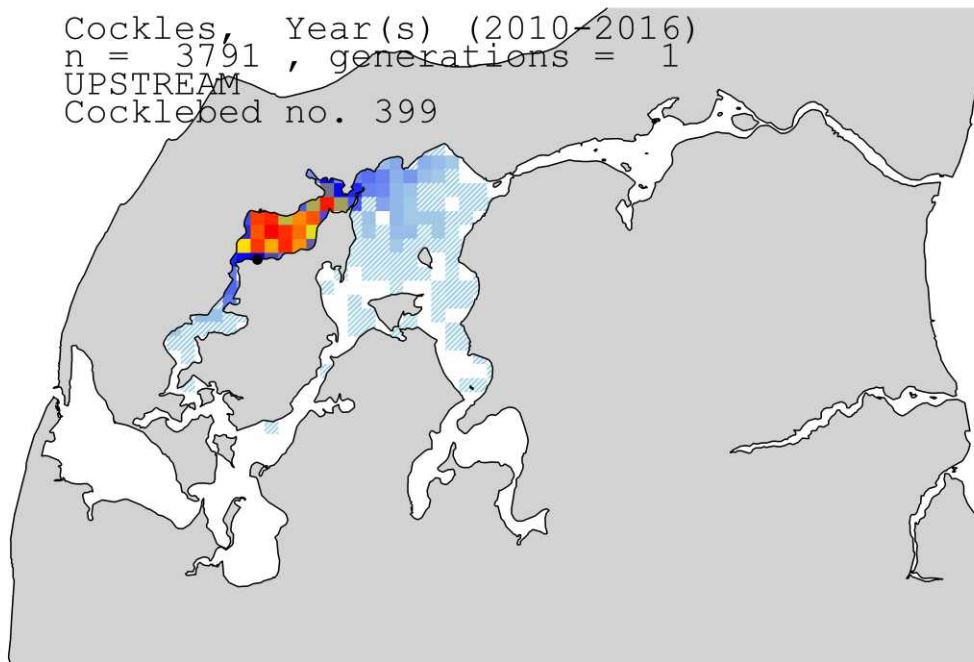 Cockles, Year(s) (2010-2016)
n = 3791 , generations = 1
UPSTREAM
Cocklebed no. 399